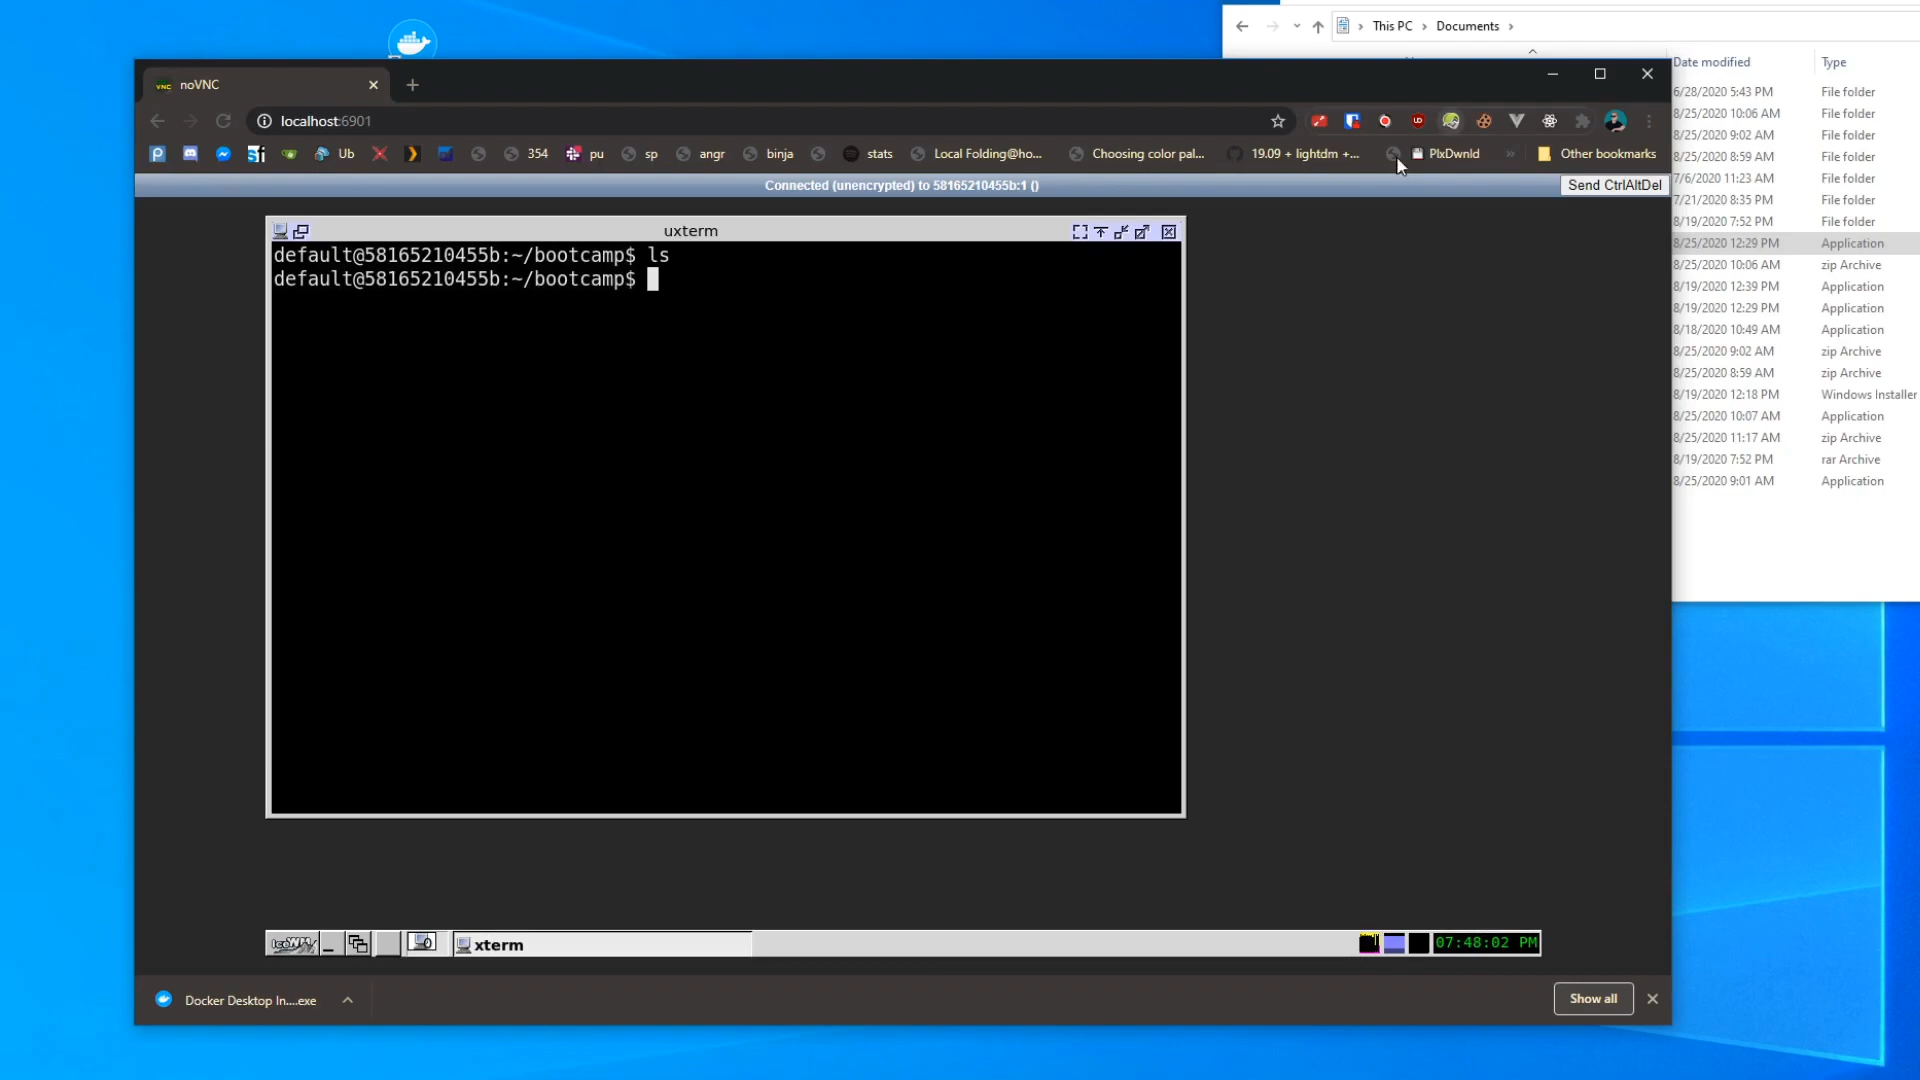 This PC
Documents
noVNC
localhost:6901
Ub
354
pu
sp
angr
binja
stats
Local Folding@ho...
Choosing color pal...
19.09 + lightdm +...
PlxDwnld
Other bookmarks
Connected (unencrypted) to 58165210455b:1 ()
Send CtrlAltDel
uxterm
default@58165210455b:~/bootcamp$ ls
default@58165210455b:~/bootcamp$
xterm
07:48:02 PM
Docker Desktop In....exe
Show all
Date modified
Type
6/28/2020 5:43 PM
File folder
8/25/2020 10:06 AM
File folder
8/25/2020 9:02 AM
File folder
8/25/2020 8:59 AM
File folder
7/6/2020 11:23 AM
File folder
7/21/2020 8:35 PM
File folder
8/19/2020 7:52 PM
File folder
8/25/2020 12:29 PM
Application
8/25/2020 10:06 AM
zip Archive
8/19/2020 12:39 PM
Application
8/19/2020 12:29 PM
Application
8/18/2020 10:49 AM
Application
8/25/2020 9:02 AM
zip Archive
8/25/2020 8:59 AM
zip Archive
8/19/2020 12:18 PM
Windows Installer
8/25/2020 10:07 AM
Application
8/25/2020 11:17 AM
zip Archive
8/19/2020 7:52 PM
rar Archive
8/25/2020 9:01 AM
Application